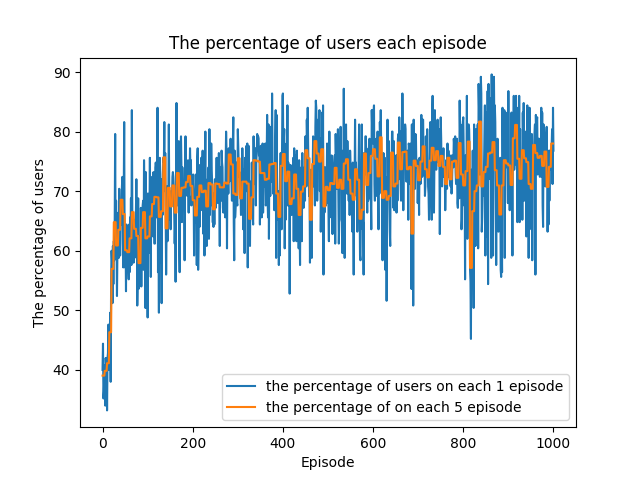 The percentage of users each episode
90
80
70
60
50
40
The percentage of users
the percentage of users on each 1 episode
the percentage of on each 5 episode
0 200 400 600 800 1000
Episode